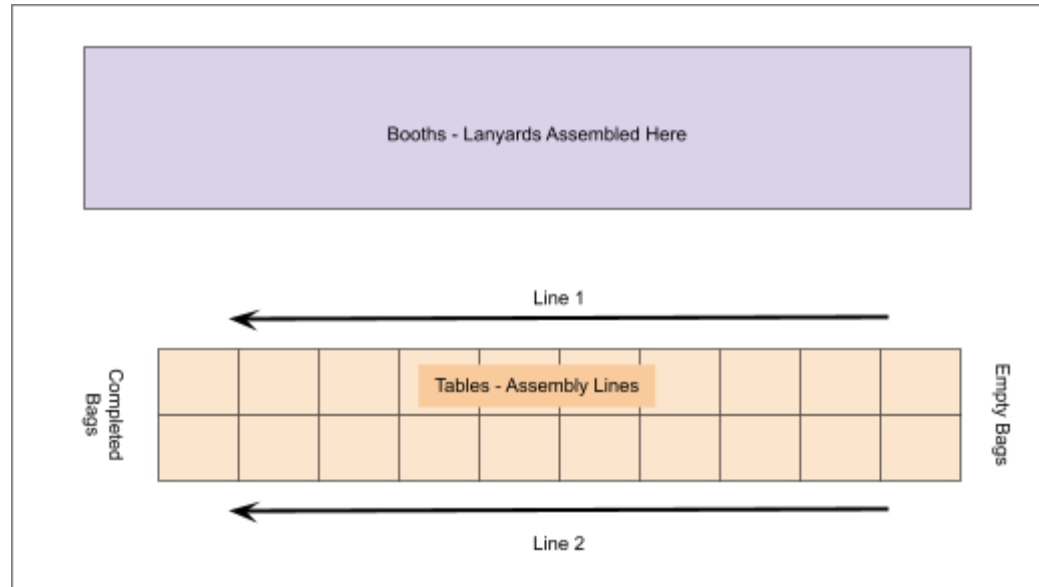 Booths - Lanyards Assembled Here
Line 1
Tables - Assembly Lines
Completed
Bags
Empty Bags
Line 2